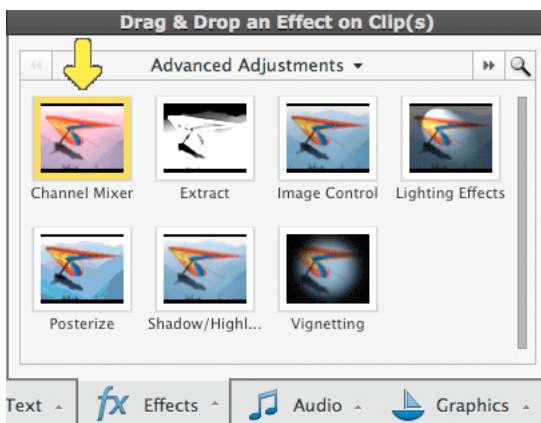 Drag & Drop an Effect on Clip(s)
Advanced Adjustments
Channel Mixer Extract Image Control Lighting Effects
Posterize Shadow/Highl... Vignetting
Text fx Effects Audio Graphics